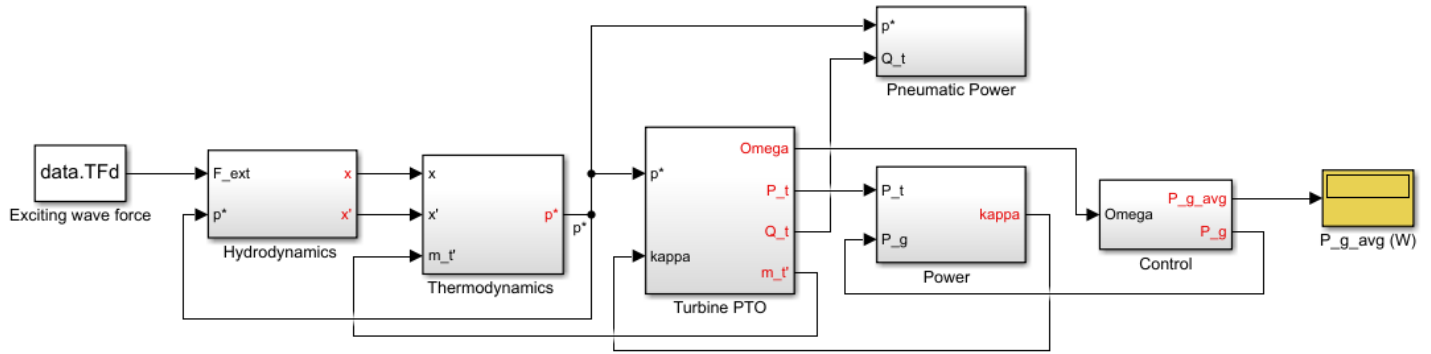 p*
Q_t
Pneumatic Power
data.TFd
Exciting wave force
F_ext
p*
x
x'
Hydrodynamics
x
x'
m_t'
p*
Thermodynamics
p*
p*
kappa
Omega
P_t
Q_t
m_t'
Turbine PTO
P_t
P_g
kappa
Power
Omega
P_g_avg
P_g
Control
P_g_avg (W)